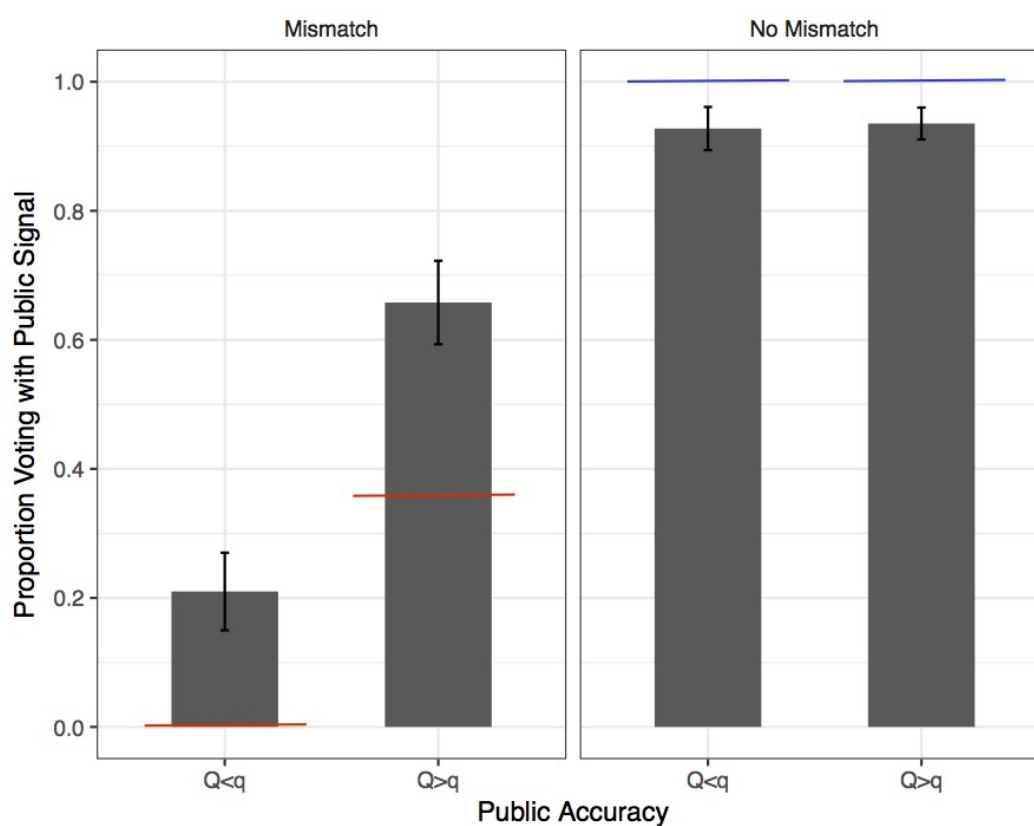 Mismatch
No Mismatch
Proportion Voting with Public Signal
1.0
0.8
0.6
0.4
0.2
0.0
Q<q
Q>q
Q<q
Q>q
Public Accuracy